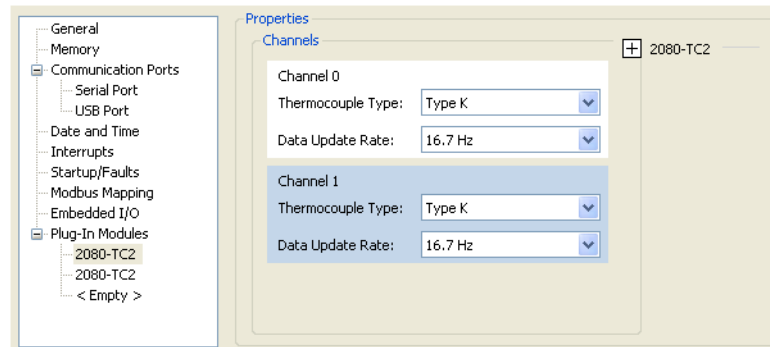 General
Memory
Communication Ports
Serial Port
USB Port
Date and Time
Interrupts
Startup/Faults
Modbus Mapping
Embedded I/O
Plug-In Modules
2080-TC2
2080-TC2
< Empty >
Properties
Channels
Channel 0
Thermocouple Type: Type K
Data Update Rate: 16.7 Hz
Channel 1
Thermocouple Type: Type K
Data Update Rate: 16.7 Hz
2080-TC2